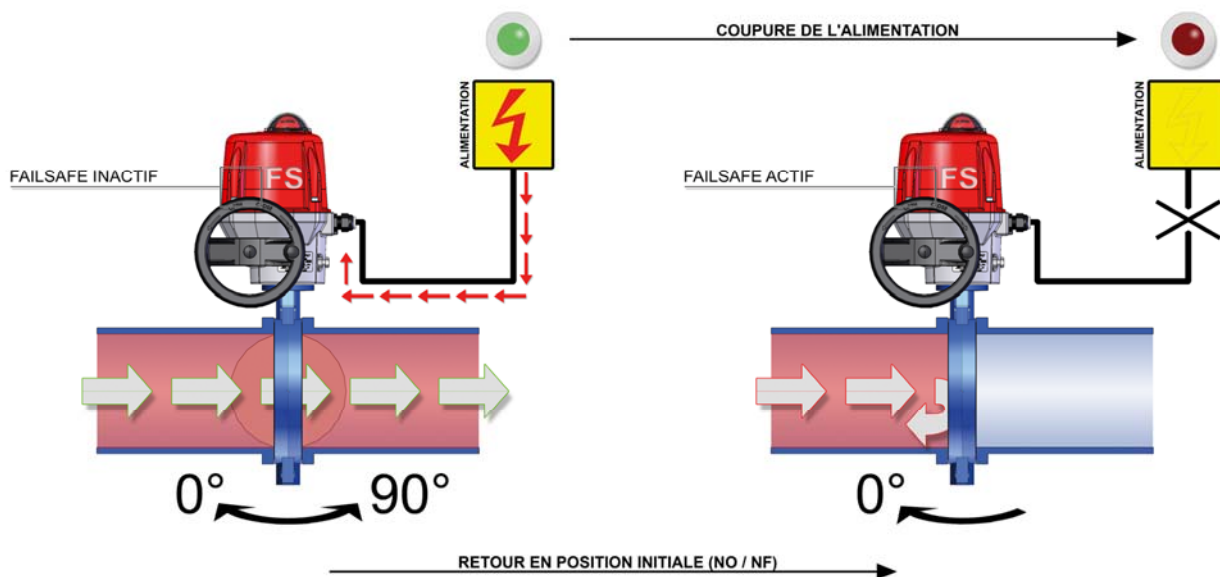 COUPURE DE L'ALIMENTATION
ALIMENTATION
ALIMENTATION
FAILSAFE INACTIF
FS
FAILSAFE ACTIF
FS
0°
90°
0°
RETOUR EN POSITION INITIALE (NO / NF)